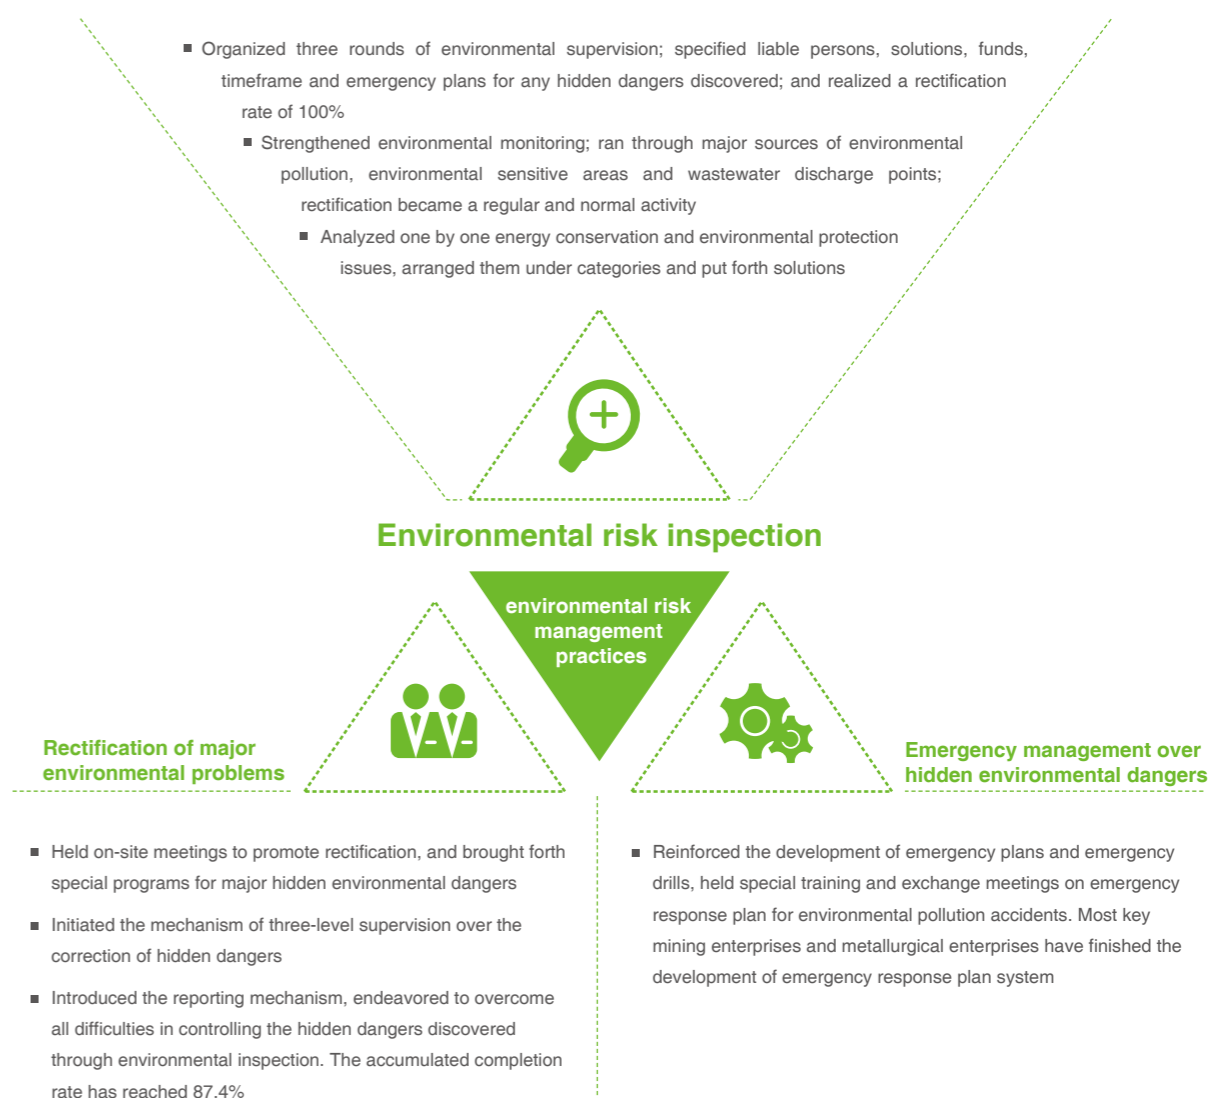 ■ Organized three rounds of environmental supervision; specified liable persons, solutions, funds,
timeframe and emergency plans for any hidden dangers discovered; and realized a rectification
rate of 100%
■ Strengthened environmental monitoring; ran through major sources of environmental
pollution, environmental sensitive areas and wastewater discharge points;
rectification became a regular and normal activity
■ Analyzed one by one energy conservation and environmental protection
issues, arranged them under categories and put forth solutions
Environmental risk inspection
environmental risk
management
practices
Rectification of major
environmental problems
■ Held on-site meetings to promote rectification, and brought forth
special programs for major hidden environmental dangers
■ Initiated the mechanism of three-level supervision over the
correction of hidden dangers
■ Introduced the reporting mechanism, endeavored to overcome
all difficulties in controlling the hidden dangers discovered
through environmental inspection. The accumulated completion
rate has reached 87.4%
Emergency management over
hidden environmental dangers
■ Reinforced the development of emergency plans and emergency
drills, held special training and exchange meetings on emergency
response plan for environmental pollution accidents. Most key
mining enterprises and metallurgical enterprises have finished the
development of emergency response plan system